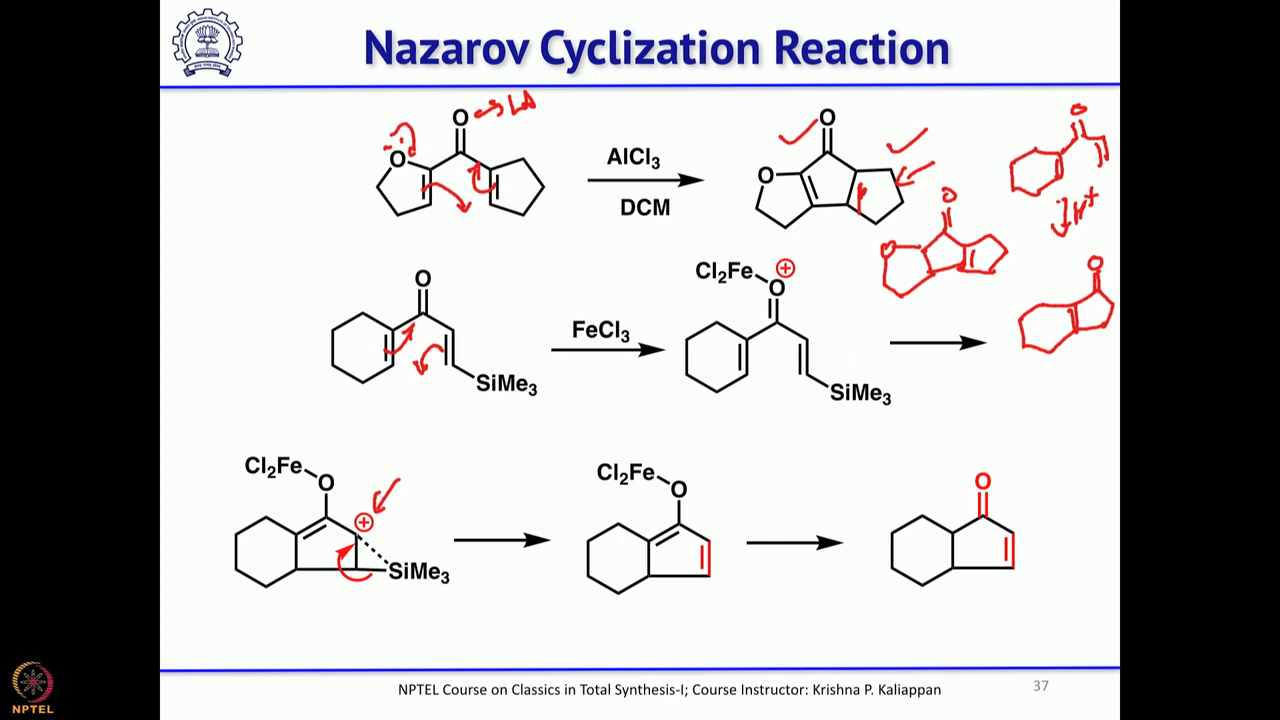 Nazarov Cyclization Reaction
O → LA
O
AlCl₃
DCM
O
O
O
H⁺
O
O
O
O
SiMe₃
FeCl₃
Cl₂Fe
O
⊕
SiMe₃
Cl₂Fe
O
⊕
SiMe₃
Cl₂Fe
O
O
NPTEL
NPTEL Course on Classics in Total Synthesis-I; Course Instructor: Krishna P. Kaliappan
37